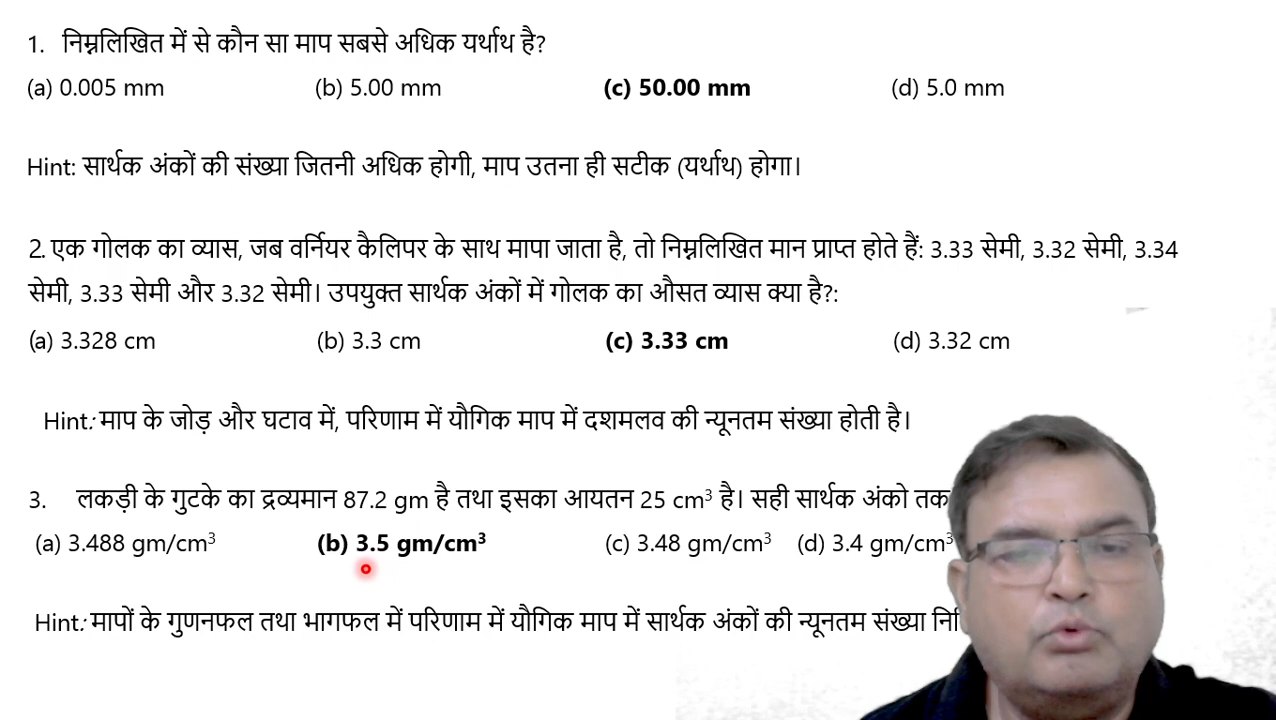 1. निम्नलिखित में से कौन सा माप सबसे अधिक यर्थाथ है?
(a) 0.005 mm (b) 5.00 mm (c) 50.00 mm (d) 5.0 mm
Hint: सार्थक अंकों की संख्या जितनी अधिक होगी, माप उतना ही सटीक (यर्थाथ) होगा।
2. एक गोलक का व्यास, जब वर्नियर कैलिपर के साथ मापा जाता है, तो निम्नलिखित मान प्राप्त होते हैं: 3.33 सेमी, 3.32 सेमी, 3.34
सेमी, 3.33 सेमी और 3.32 सेमी। उपयुक्त सार्थक अंकों में गोलक का औसत व्यास क्या है?:
(a) 3.328 cm (b) 3.3 cm (c) 3.33 cm (d) 3.32 cm
Hint: माप के जोड़ और घटाव में, परिणाम में यौगिक माप में दशमलव की न्यूनतम संख्या होती है।
3. लकड़ी के गुटके का द्रव्यमान 87.2 gm है तथा इसका आयतन 25 cm³ है। सही सार्थक अंको तक
(a) 3.488 gm/cm³ (b) 3.5 gm/cm³ (c) 3.48 gm/cm³ (d) 3.4 gm/cm³
Hint: मापों के गुणनफल तथा भागफल में परिणाम में यौगिक माप में सार्थक अंकों की न्यूनतम संख्या